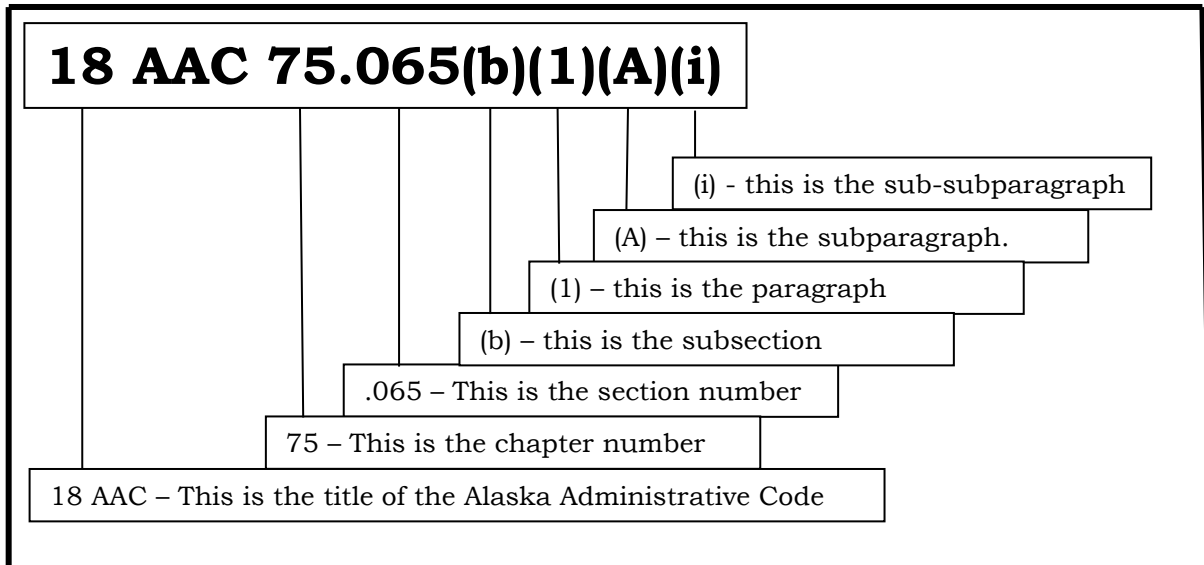 18 AAC 75.065(b)(1)(A)(i)
(i) - this is the sub-subparagraph
(A) – this is the subparagraph.
(1) – this is the paragraph
(b) – this is the subsection
.065 – This is the section number
75 – This is the chapter number
18 AAC – This is the title of the Alaska Administrative Code